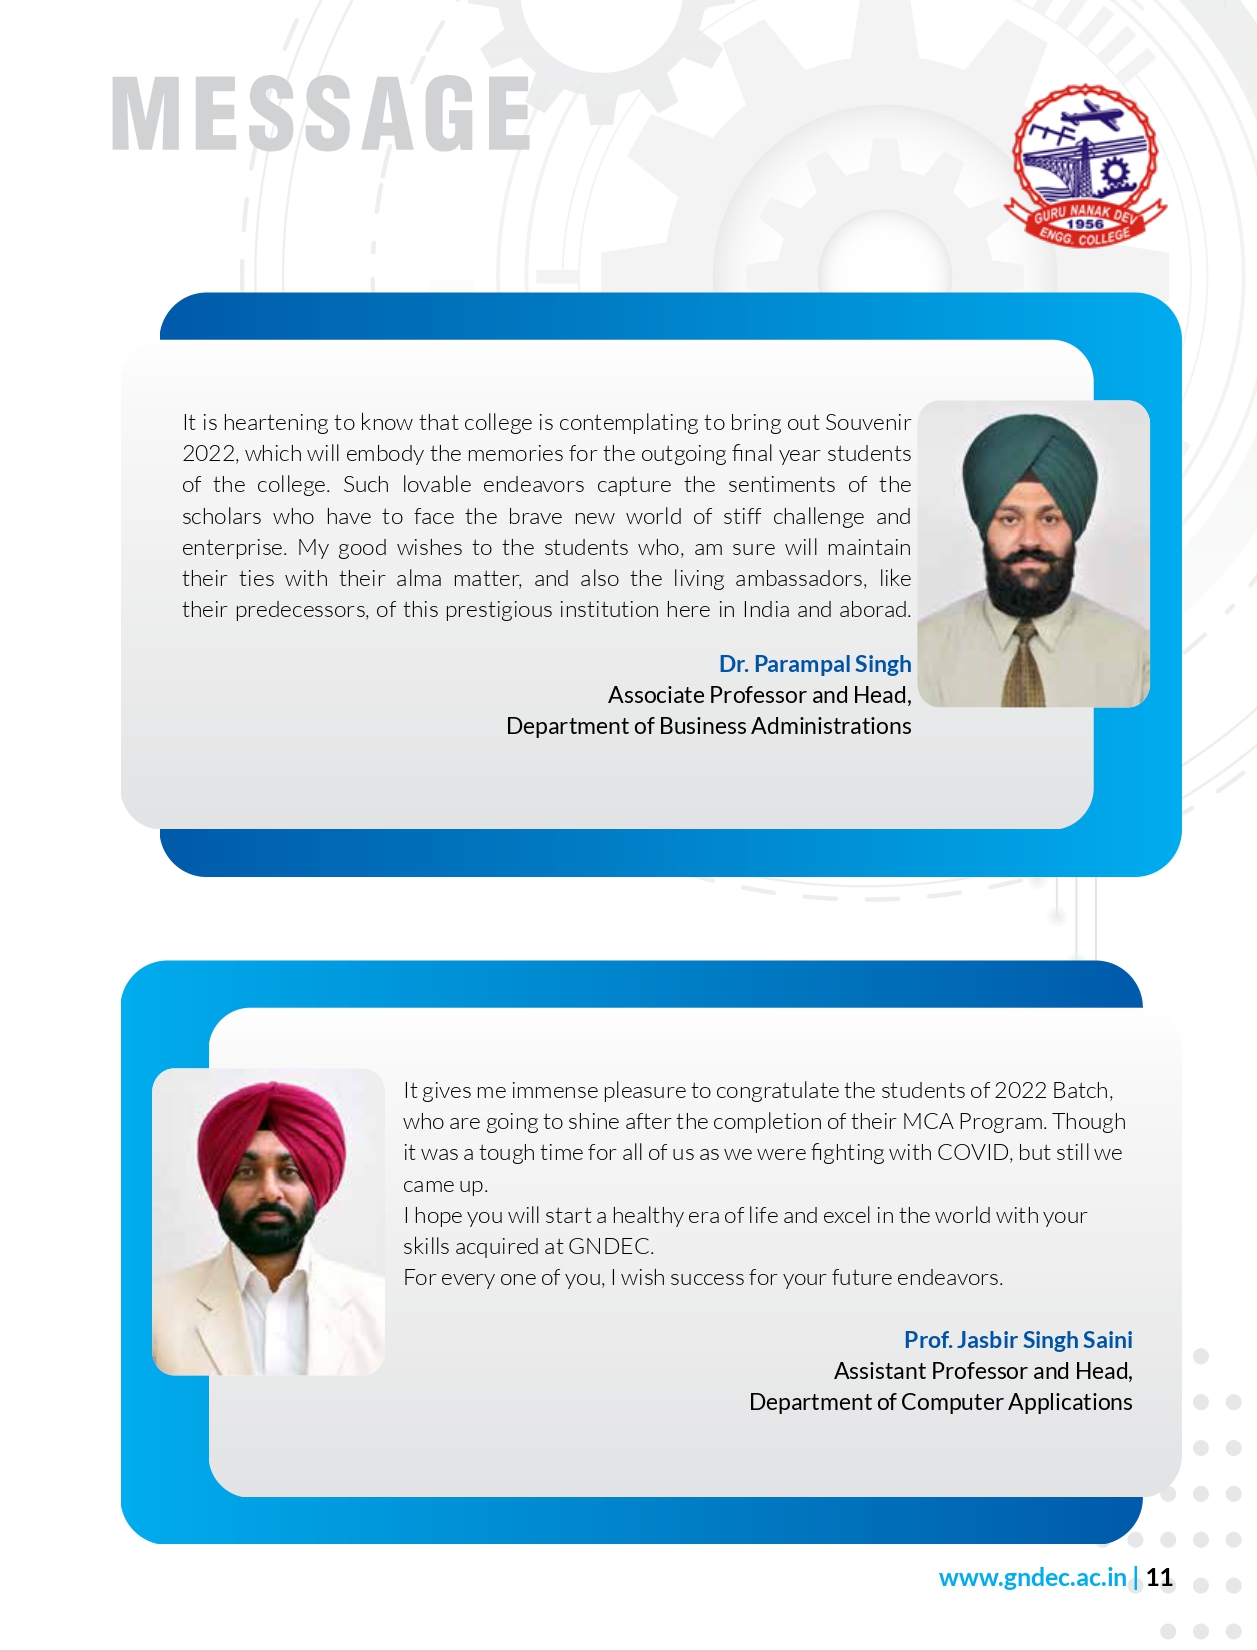 MESSAGE
GURU NANAK DEV
1956
ENGG. COLLEGE
It is heartening to know that college is contemplating to bring out Souvenir
2022, which will embody the memories for the outgoing final year students
of the college. Such lovable endeavors capture the sentiments of the
scholars who have to face the brave new world of stiff challenge and
enterprise. My good wishes to the students who, am sure will maintain
their ties with their alma matter, and also the living ambassadors, like
their predecessors, of this prestigious institution here in India and aborad.
Dr. Parampal Singh
Associate Professor and Head,
Department of Business Administrations
It gives me immense pleasure to congratulate the students of 2022 Batch,
who are going to shine after the completion of their MCA Program. Though
it was a tough time for all of us as we were fighting with COVID, but still we
came up.
I hope you will start a healthy era of life and excel in the world with your
skills acquired at GNDEC.
For every one of you, I wish success for your future endeavors.
Prof. Jasbir Singh Saini
Assistant Professor and Head,
Department of Computer Applications
www.gndec.ac.in | 11